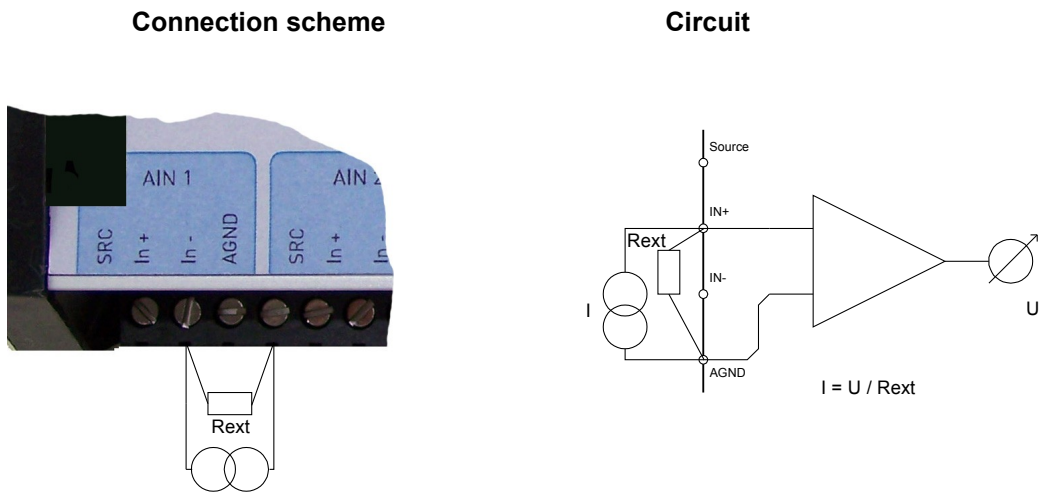 Connection scheme
Circuit
AIN 1
AIN 2
SRC
In +
In -
AGND
SRC
In +
In -
Rext
Source
IN+
Rext
IN-
I
AGND
U
I = U / Rext